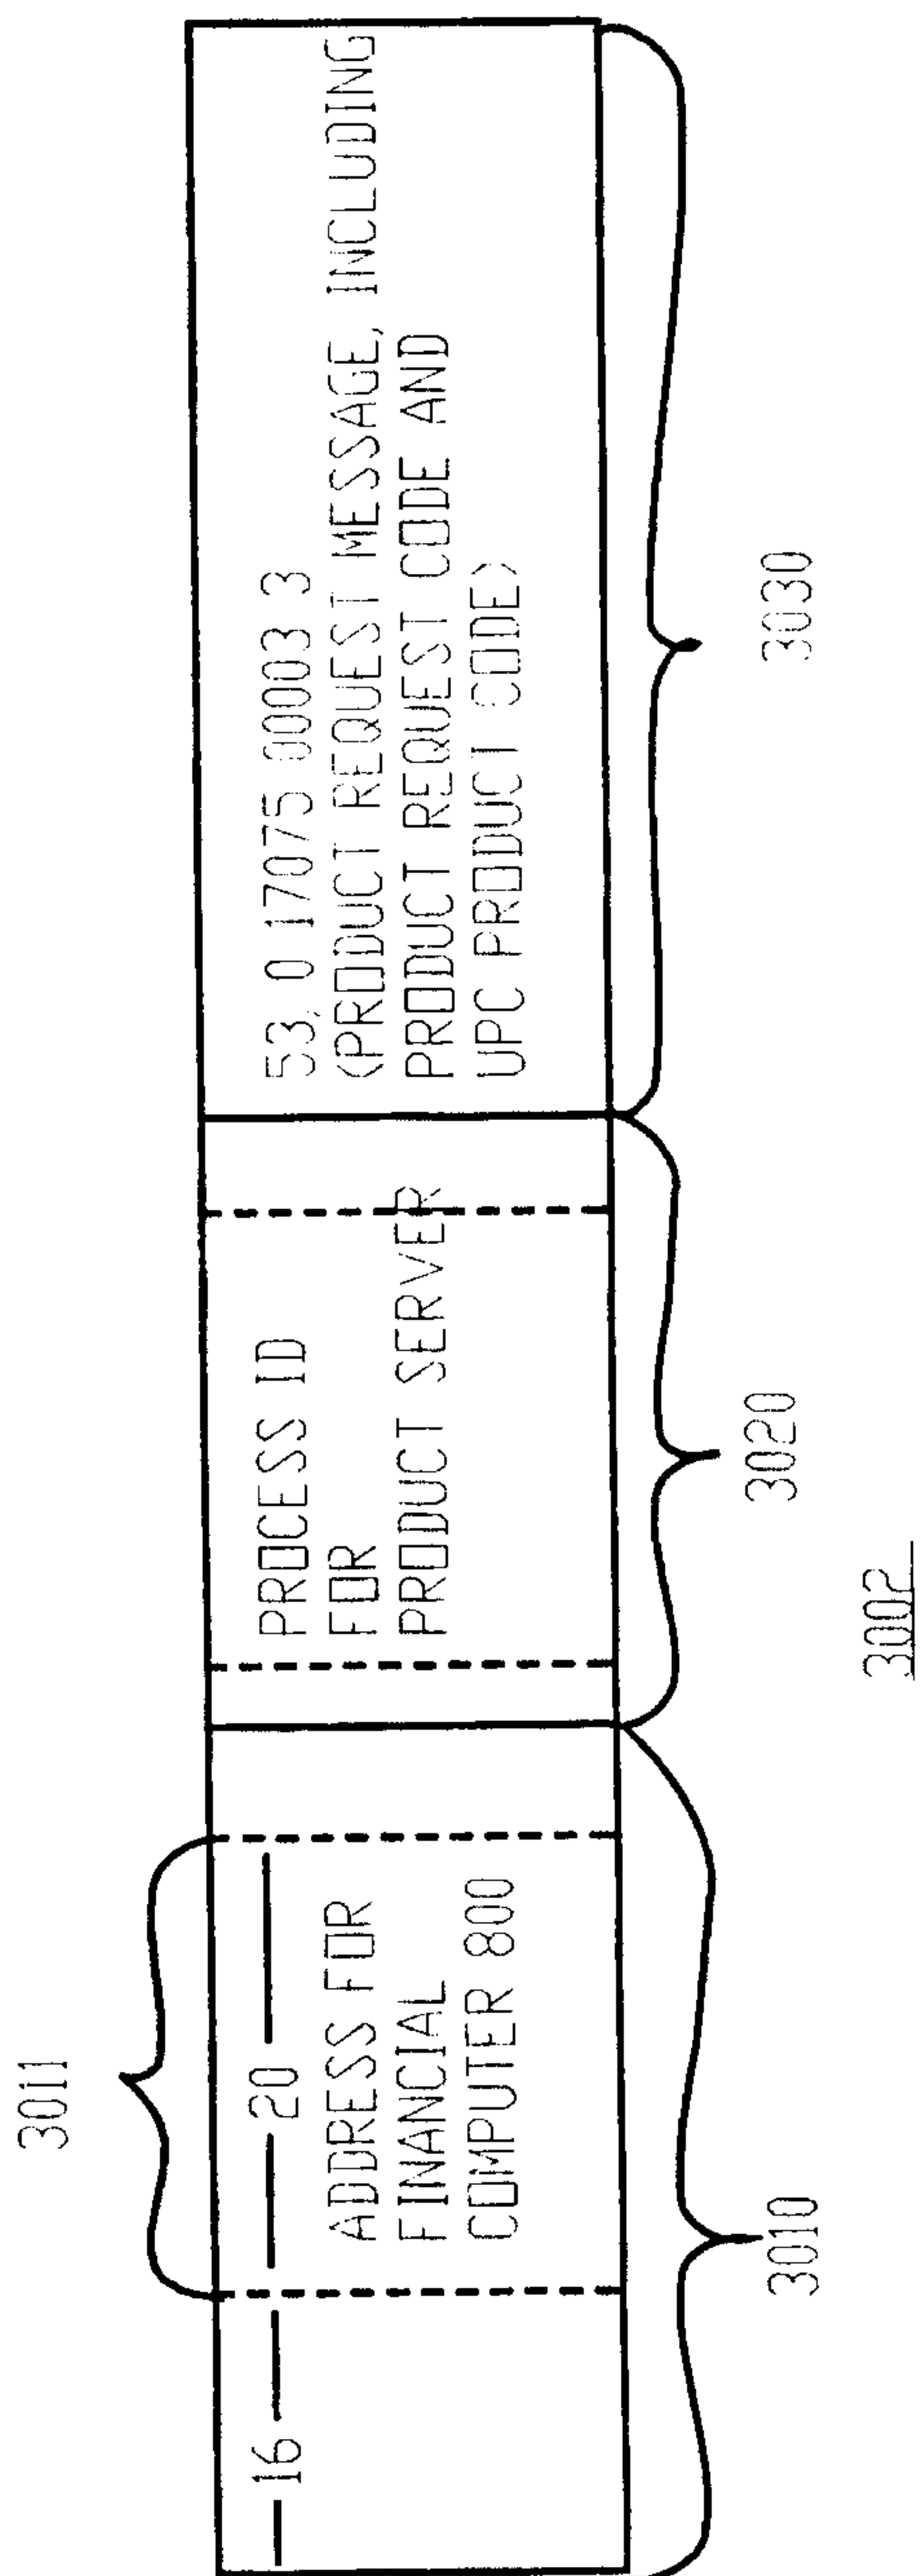 3011
— 16 — — 20 —
ADDRESS FOR
FINANCIAL
COMPUTER 800
PROCESS ID
FOR
PRODUCT SERVER
53, 0 17075 00003 3
(PRODUCT REQUEST MESSAGE, INCLUDING
PRODUCT REQUEST CODE AND
UPC PRODUCT CODE)
3010
3020
3030
3002